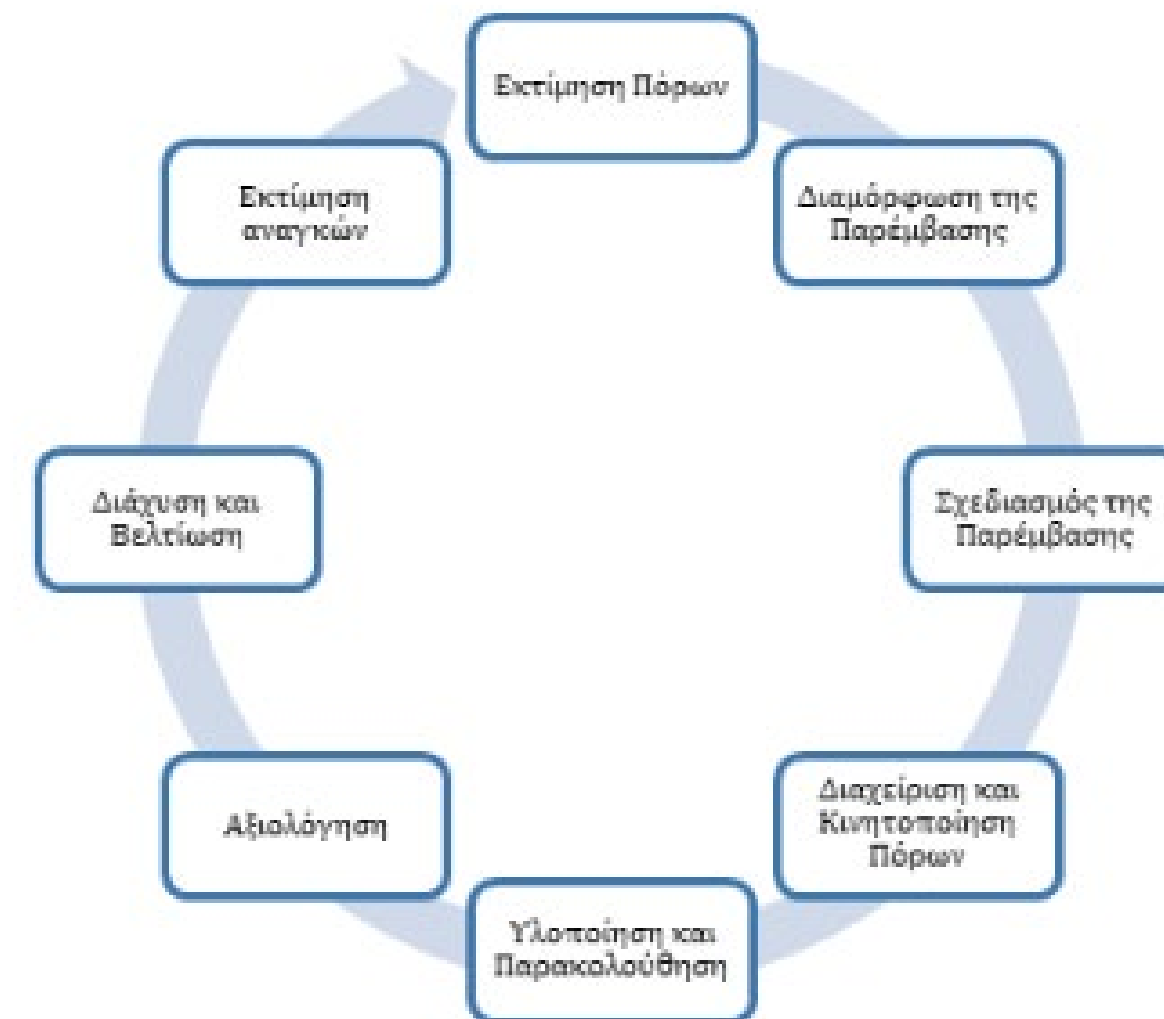 Εκτίμηση Πόρων
Διαμόρφωση της
Παρέμβασης
Σχεδιασμός της
Παρέμβασης
Διαχείριση και
Κινητοποίηση
Πόρων
Υλοποίηση και
Παρακολούθηση
Αξιολόγηση
Διάχυση και
Βελτίωση
Εκτίμηση
αναγκών